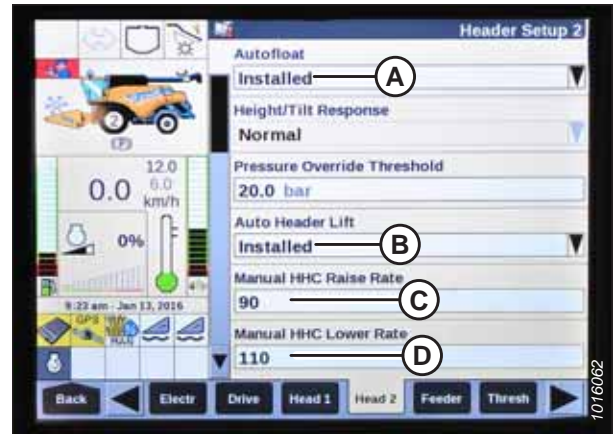 Header Setup 2
Autofloat
Installed
A
Height/Tilt Response
Normal
Pressure Override Threshold
20.0 bar
Auto Header Lift
Installed
B
Manual HHC Raise Rate
90
C
Manual HHC Lower Rate
110
D
2
(P)
12.0
0.0
6.0
km/h
0%
9:23 am - Jan 13, 2016
GPS
Back
Electr
Drive
Head 1
Head 2
Feeder
Thresh
1016062